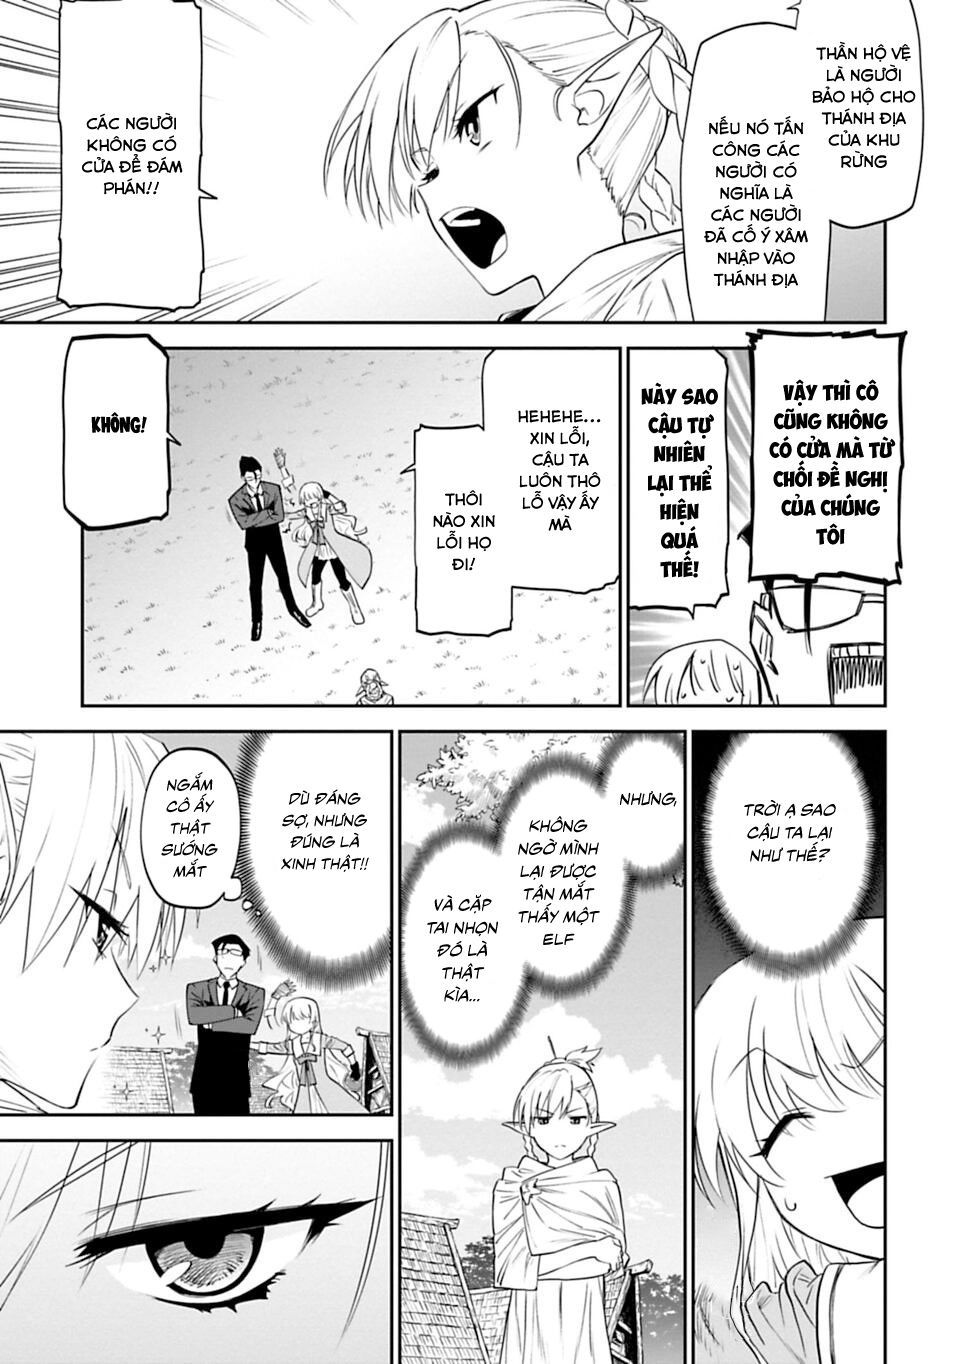 THẦN HỘ VỆ
LÀ NGƯỜI
BẢO HỘ CHO
THÁNH ĐỊA
CỦA KHU
RỪNG
NẾU NÓ TẤN
CÔNG CÁC
NGƯỜI CÓ
NGHĨA LÀ
CÁC NGƯỜI
ĐÃ CỐ Ý XÂM
NHẬP VÀO
THÁNH ĐỊA
CÁC NGƯỜI
KHÔNG CÓ
CỬA ĐỂ ĐÁM
PHÁN!!
VẬY THÌ CÔ
CŨNG KHÔNG
CÓ CỬA MÀ TỪ
CHỐI ĐỀ NGHỊ
CỦA CHÚNG
TÔI
NÀY SAO
CẬU TỰ
NHIÊN LẠI THỂ
HIỆN
QUÁ
THỂ!
HEHEHE...
XIN LỖI,
CẬU TA
LUÔN THÔ
LỖ VẬY ẤY
MÀ
THÔI
NÀO XIN
LỖI HỌ
ĐI!
KHÔNG!
TRỜI Ạ SAO
CẬU TA LẠI
NHƯ THẾ?
NHƯNG,
KHÔNG
NGỜ MÌNH
LẠI ĐƯỢC
TẬN MẮT
THẤY MỘT
ELF
VÀ CẶP
TAI NHỌN
ĐÓ LÀ
THẬT
KÌA...
DÙ ĐÁNG
SỢ, NHƯNG
ĐÚNG LÀ
XINH THẬT!!
NGẮM
CÔ ẤY
THẬT
SƯỚNG
MẮT